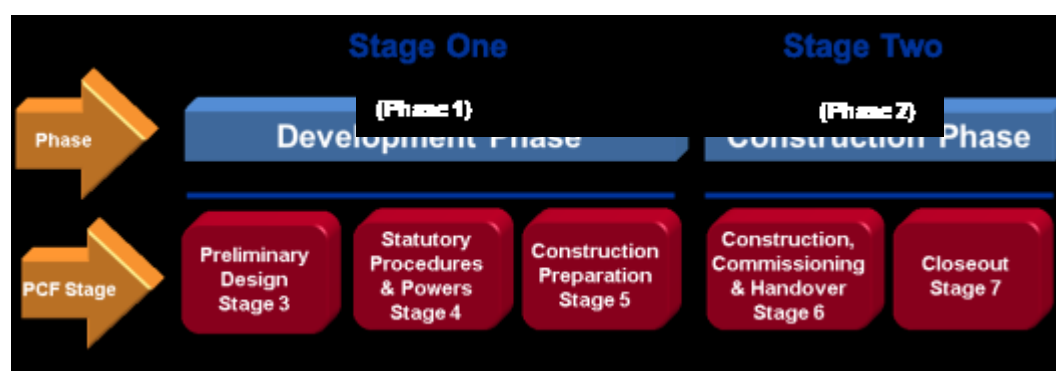 Stage One
Stage Two
(Phase 1)
(Phase 2)
Phase
Development Phase
Construction Phase
PCF Stage
Preliminary
Design
Stage 3
Statutory
Procedures
& Powers
Stage 4
Construction
Preparation
Stage 5
Construction,
Commissioning
& Handover
Stage 6
Closeout
Stage 7